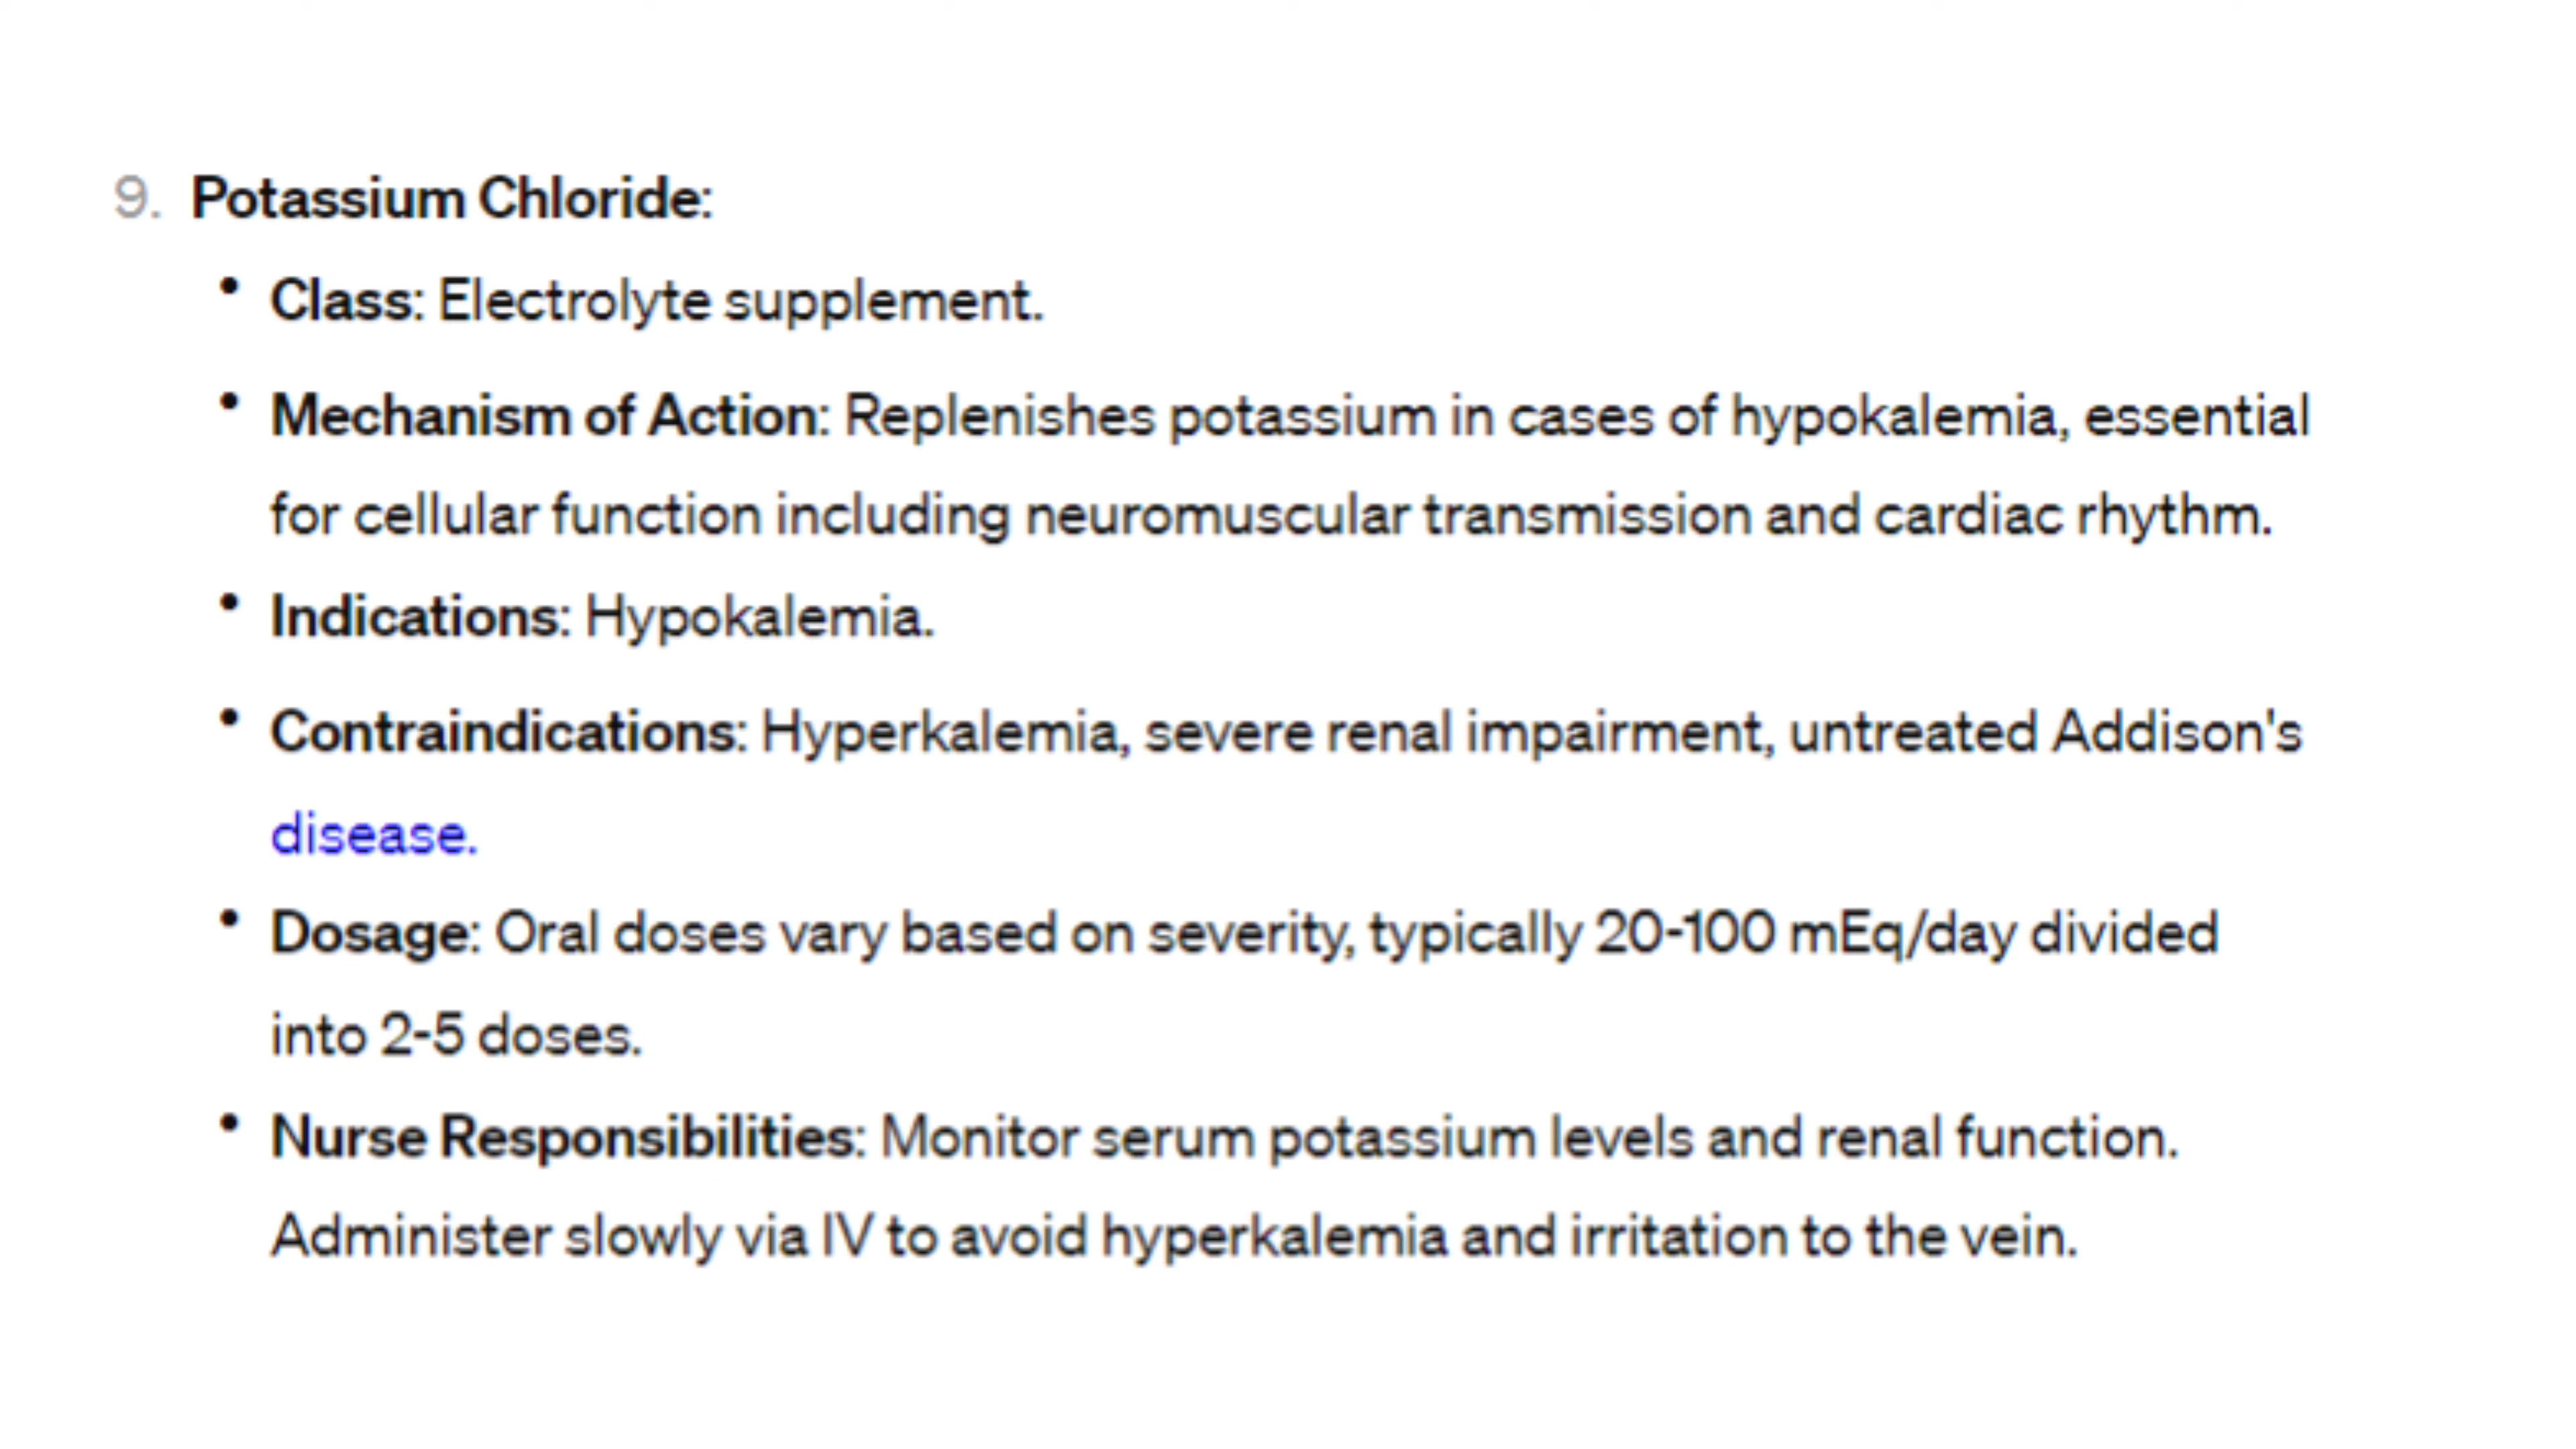 9. Potassium Chloride:
• Class: Electrolyte supplement.
• Mechanism of Action: Replenishes potassium in cases of hypokalemia, essential
for cellular function including neuromuscular transmission and cardiac rhythm.
• Indications: Hypokalemia.
• Contraindications: Hyperkalemia, severe renal impairment, untreated Addison's
disease.
• Dosage: Oral doses vary based on severity, typically 20-100 mEq/day divided
into 2-5 doses.
• Nurse Responsibilities: Monitor serum potassium levels and renal function.
Administer slowly via IV to avoid hyperkalemia and irritation to the vein.